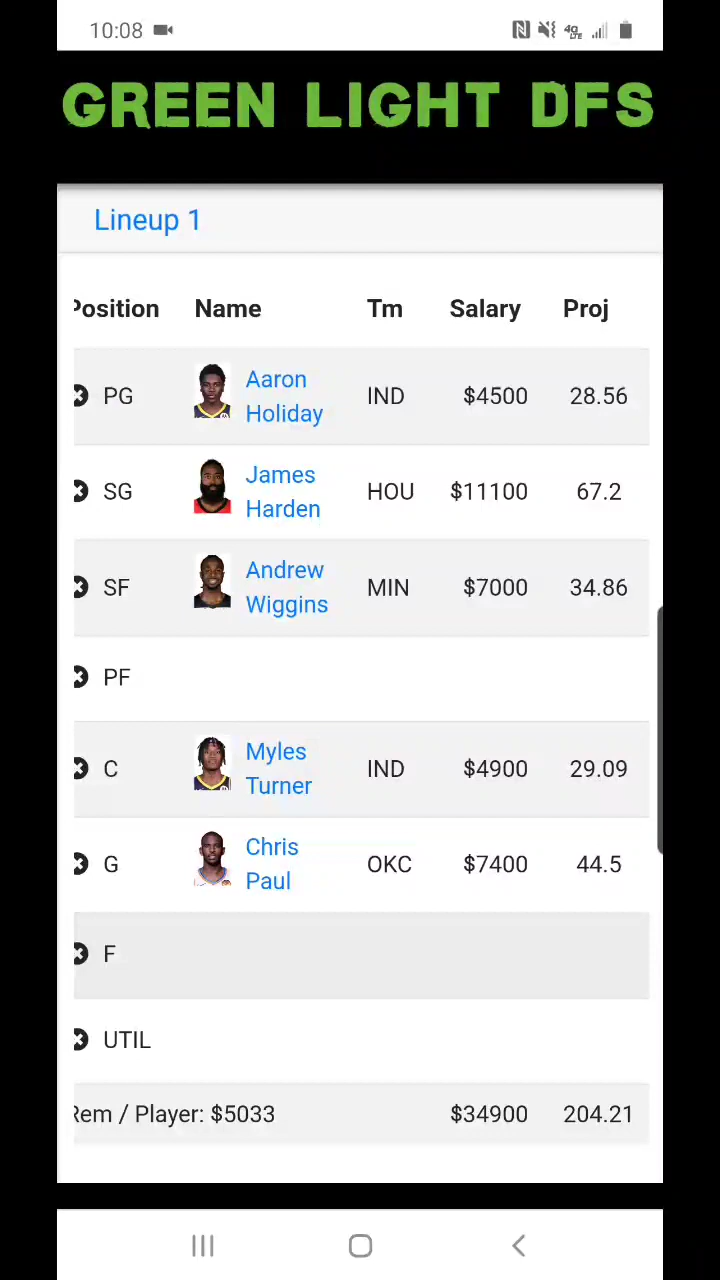 10:08
4G LTE
GREEN LIGHT DFS
Lineup 1
Position Name Tm Salary Proj
PG Aaron Holiday IND $4500 28.56
SG James Harden HOU $11100 67.2
SF Andrew Wiggins MIN $7000 34.86
PF
C Myles Turner IND $4900 29.09
G Chris Paul OKC $7400 44.5
F
UTIL
Rem / Player: $5033 $34900 204.21